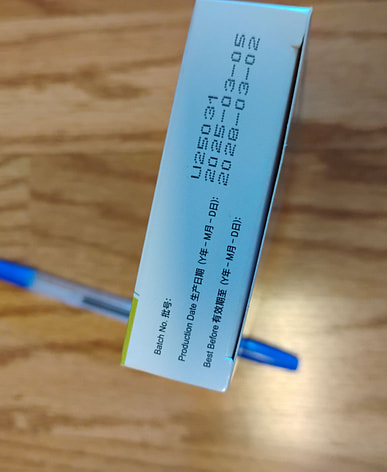 Batch No. 批号: U25031
Production Date 生产日期 (Y年-M月-D日): 2025-03-05
Best Before 有效期至 (Y年-M月-D日): 2028-03-02